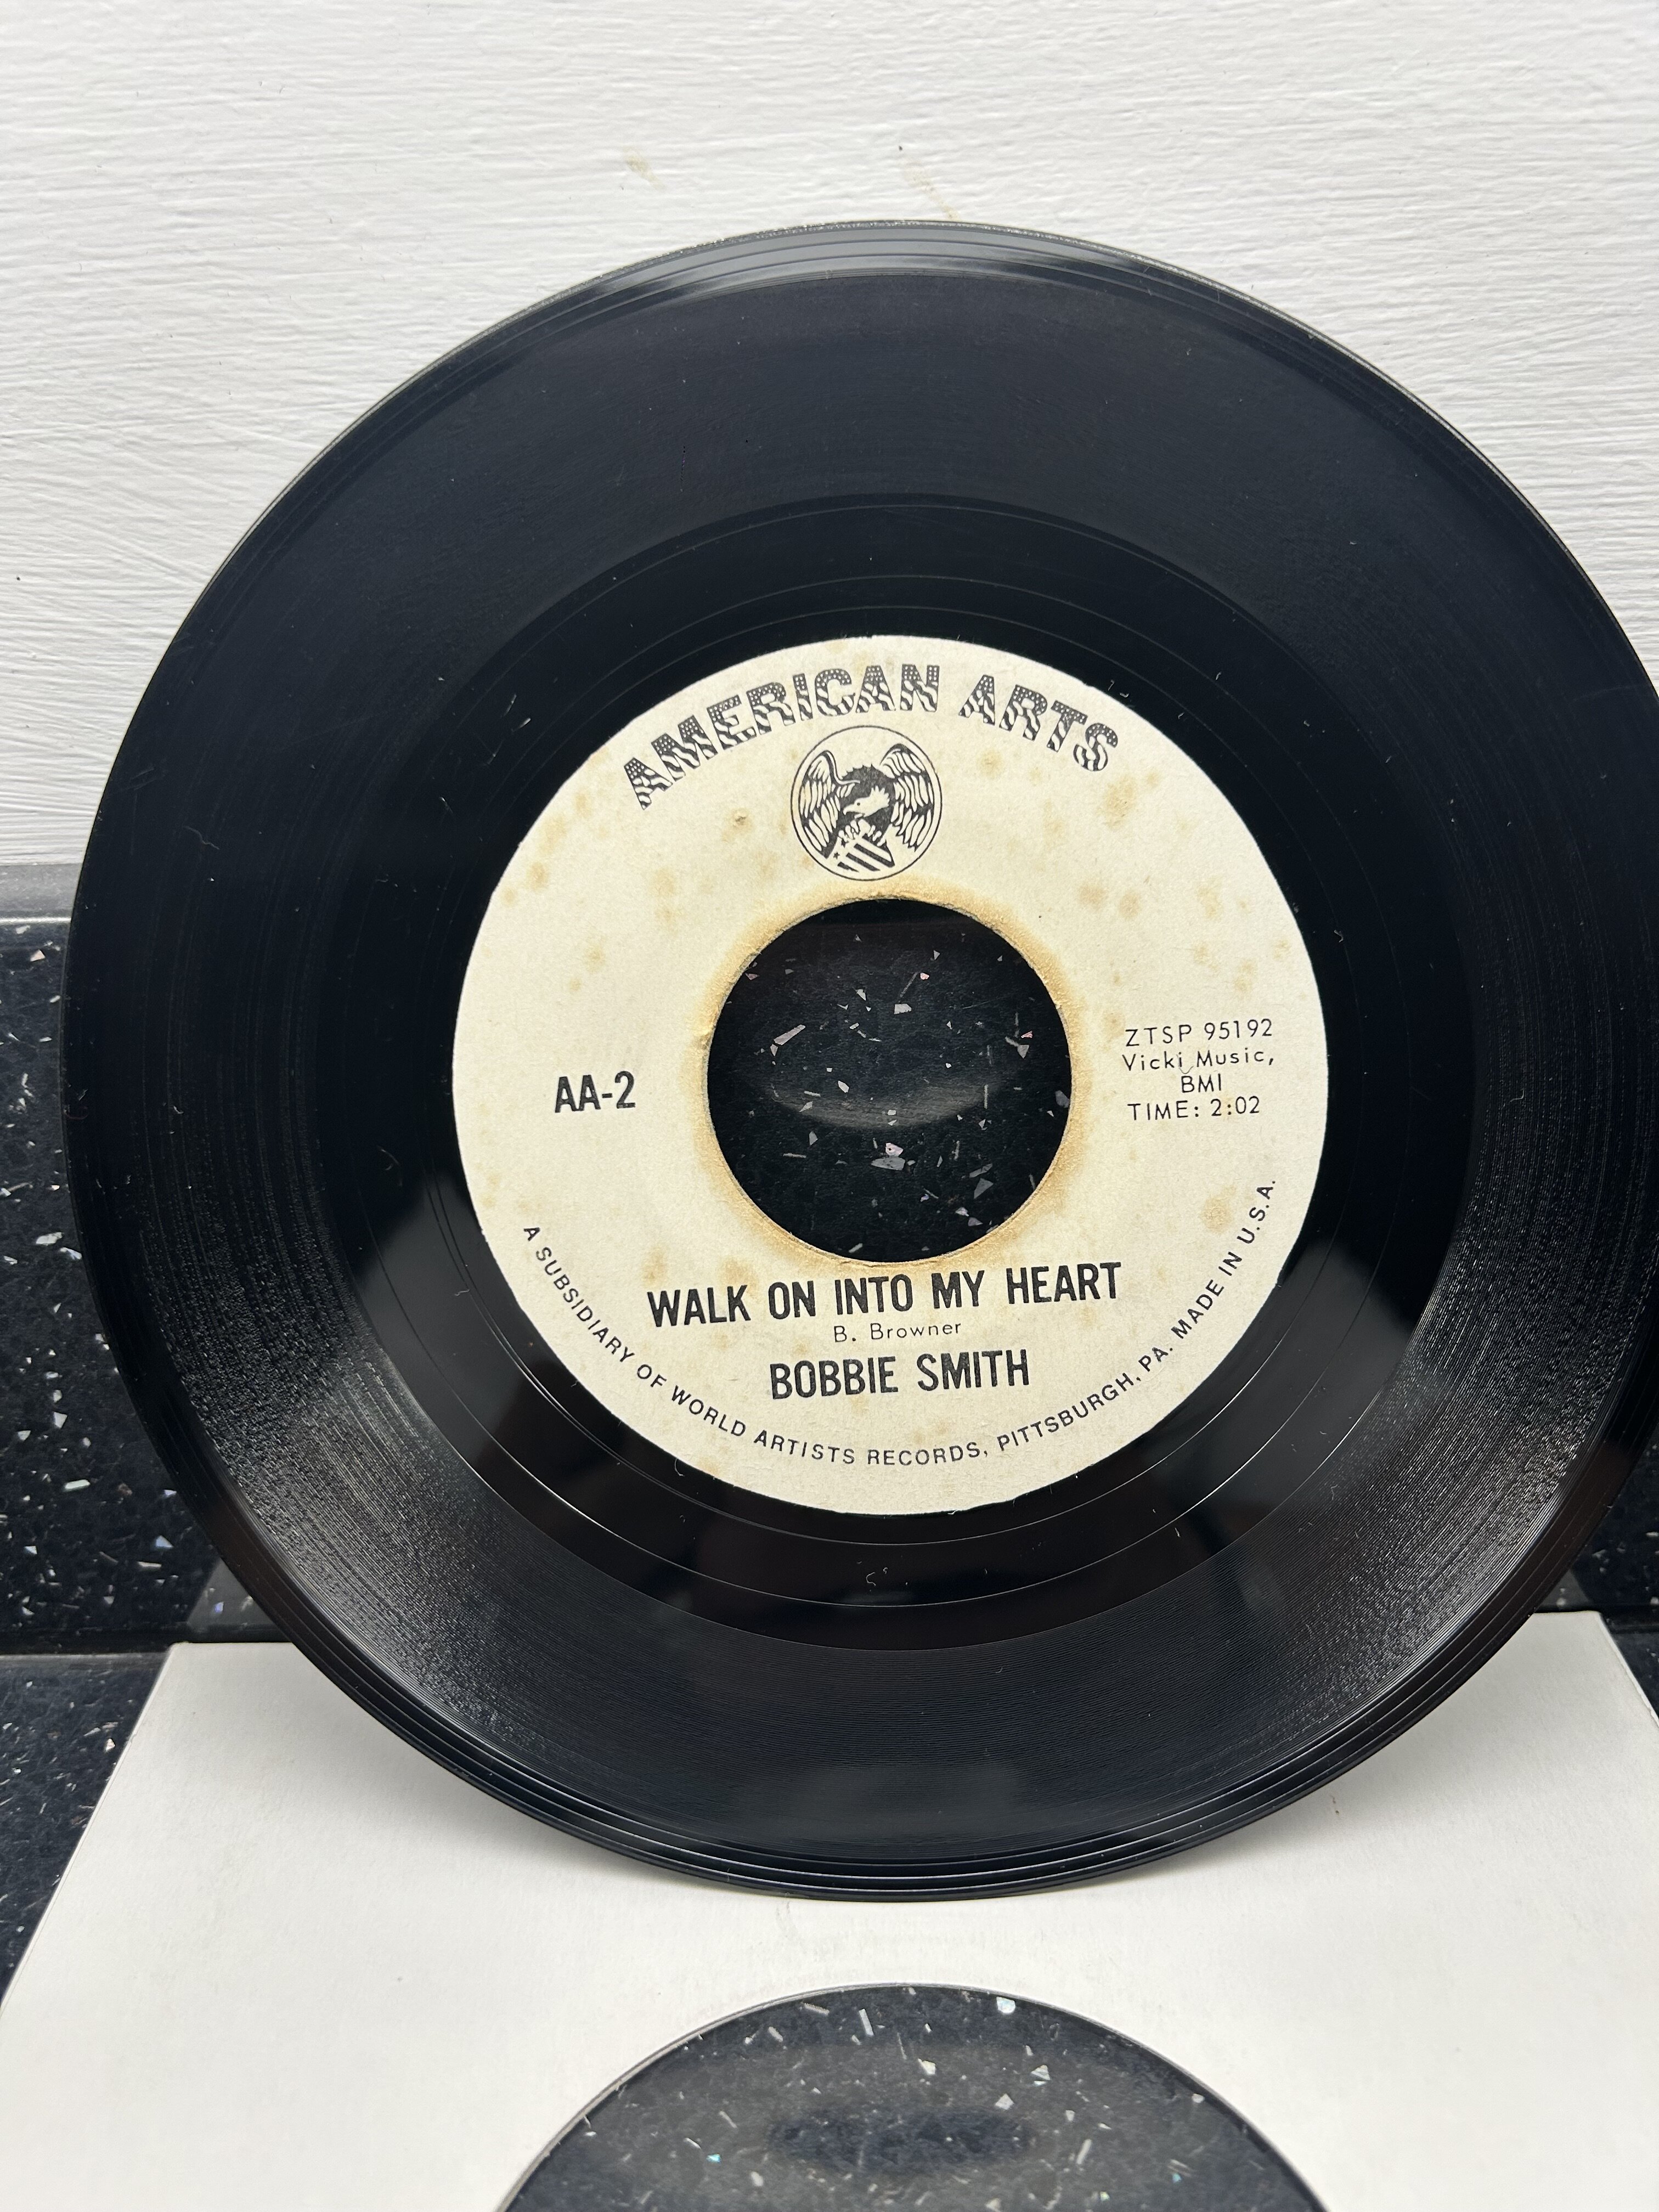 AMERICAN ARTS
AA-2
ZTSP 95192
Vicki Music,
BMI
TIME: 2:02
WALK ON INTO MY HEART
B. Browner
BOBBIE SMITH
A SUBSIDIARY OF WORLD ARTISTS RECORDS, PITTSBURGH, PA. MADE IN U.S.A.